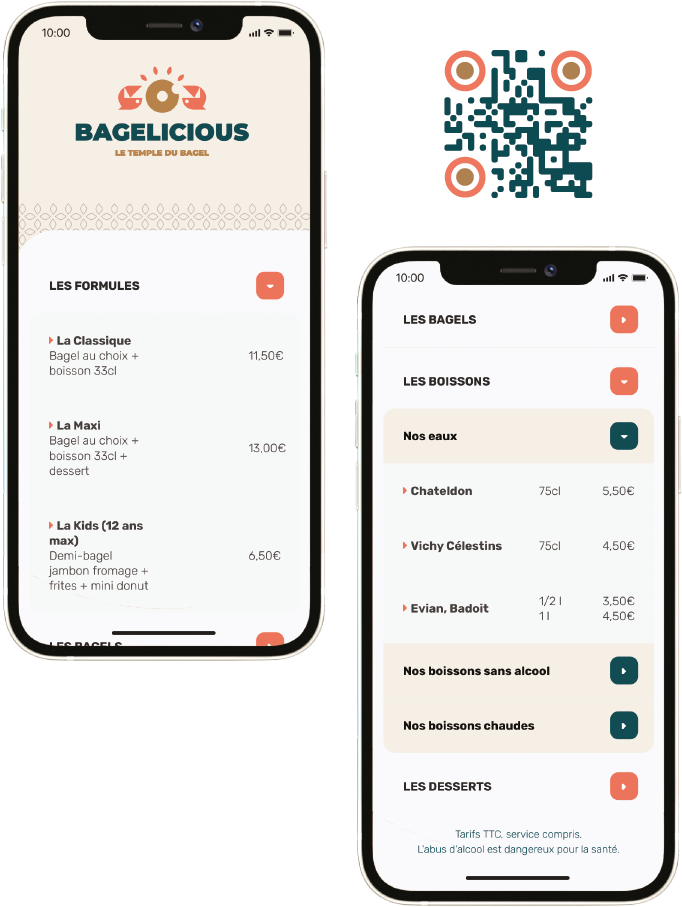 10:00
BAGELICIOUS
LE TEMPLE DU BAGEL
LES FORMULES
La Classique
Bagel au choix +
boisson 33cl
11,50€
La Maxi
Bagel au choix +
boisson 33cl +
dessert
13,00€
La Kids (12 ans
max)
Demi-bagel
jambon fromage +
frites + mini donut
6,50€
LES BAGELS
10:00
LES BAGELS
LES BOISSONS
Nos eaux
Chateldon 75cl 5,50€
Vichy Célestins 75cl 4,50€
Evian, Badoit 1/2 l 3,50€
1 l 4,50€
Nos boissons sans alcool
Nos boissons chaudes
LES DESSERTS
Tarifs TTC, service compris.
L'abus d'alcool est dangereux pour la santé.